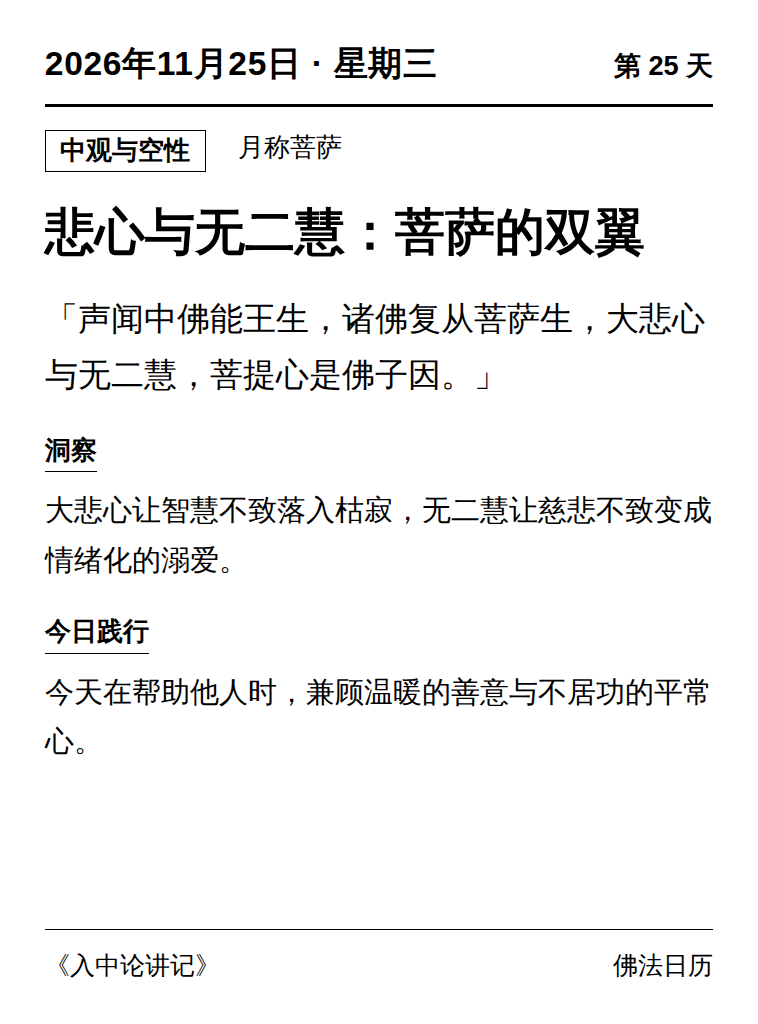 2026年11月25日 · 星期三
第 25 天
中观与空性
月称菩萨
悲心与无二慧：菩萨的双翼
「声闻中佛能王生，诸佛复从菩萨生，大悲心
与无二慧，菩提心是佛子因。」
洞察
大悲心让智慧不致落入枯寂，无二慧让慈悲不致变成
情绪化的溺爱。
今日践行
今天在帮助他人时，兼顾温暖的善意与不居功的平常
心。
《入中论讲记》
佛法日历